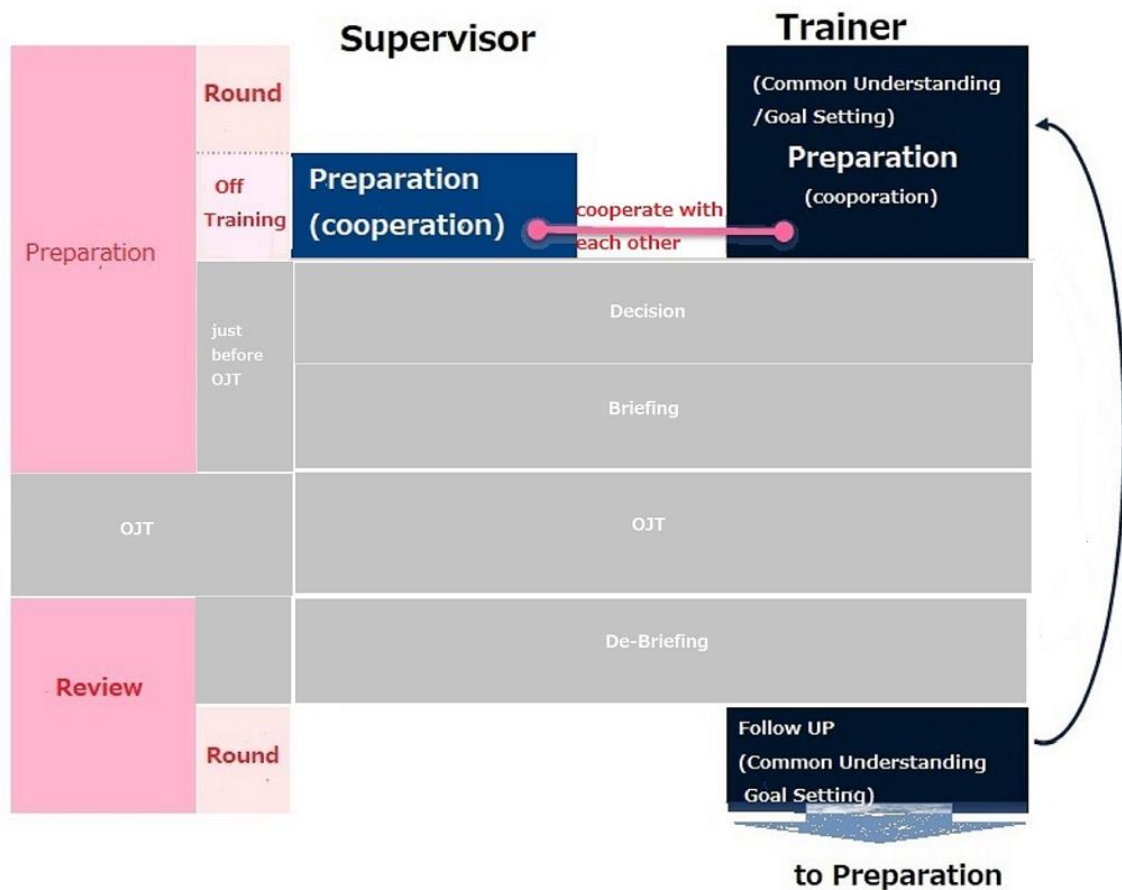 Supervisor
Trainer
Round
(Common Understanding
/Goal Setting)
Preparation
(cooporation)
Off
Training
Preparation
(cooperation)
cooperate with
each other
Preparation
just
before
OJT
Decision
Briefing
OJT
OJT
De-Briefing
Review
Round
Follow UP
(Common Understanding
Goal Setting)
to Preparation